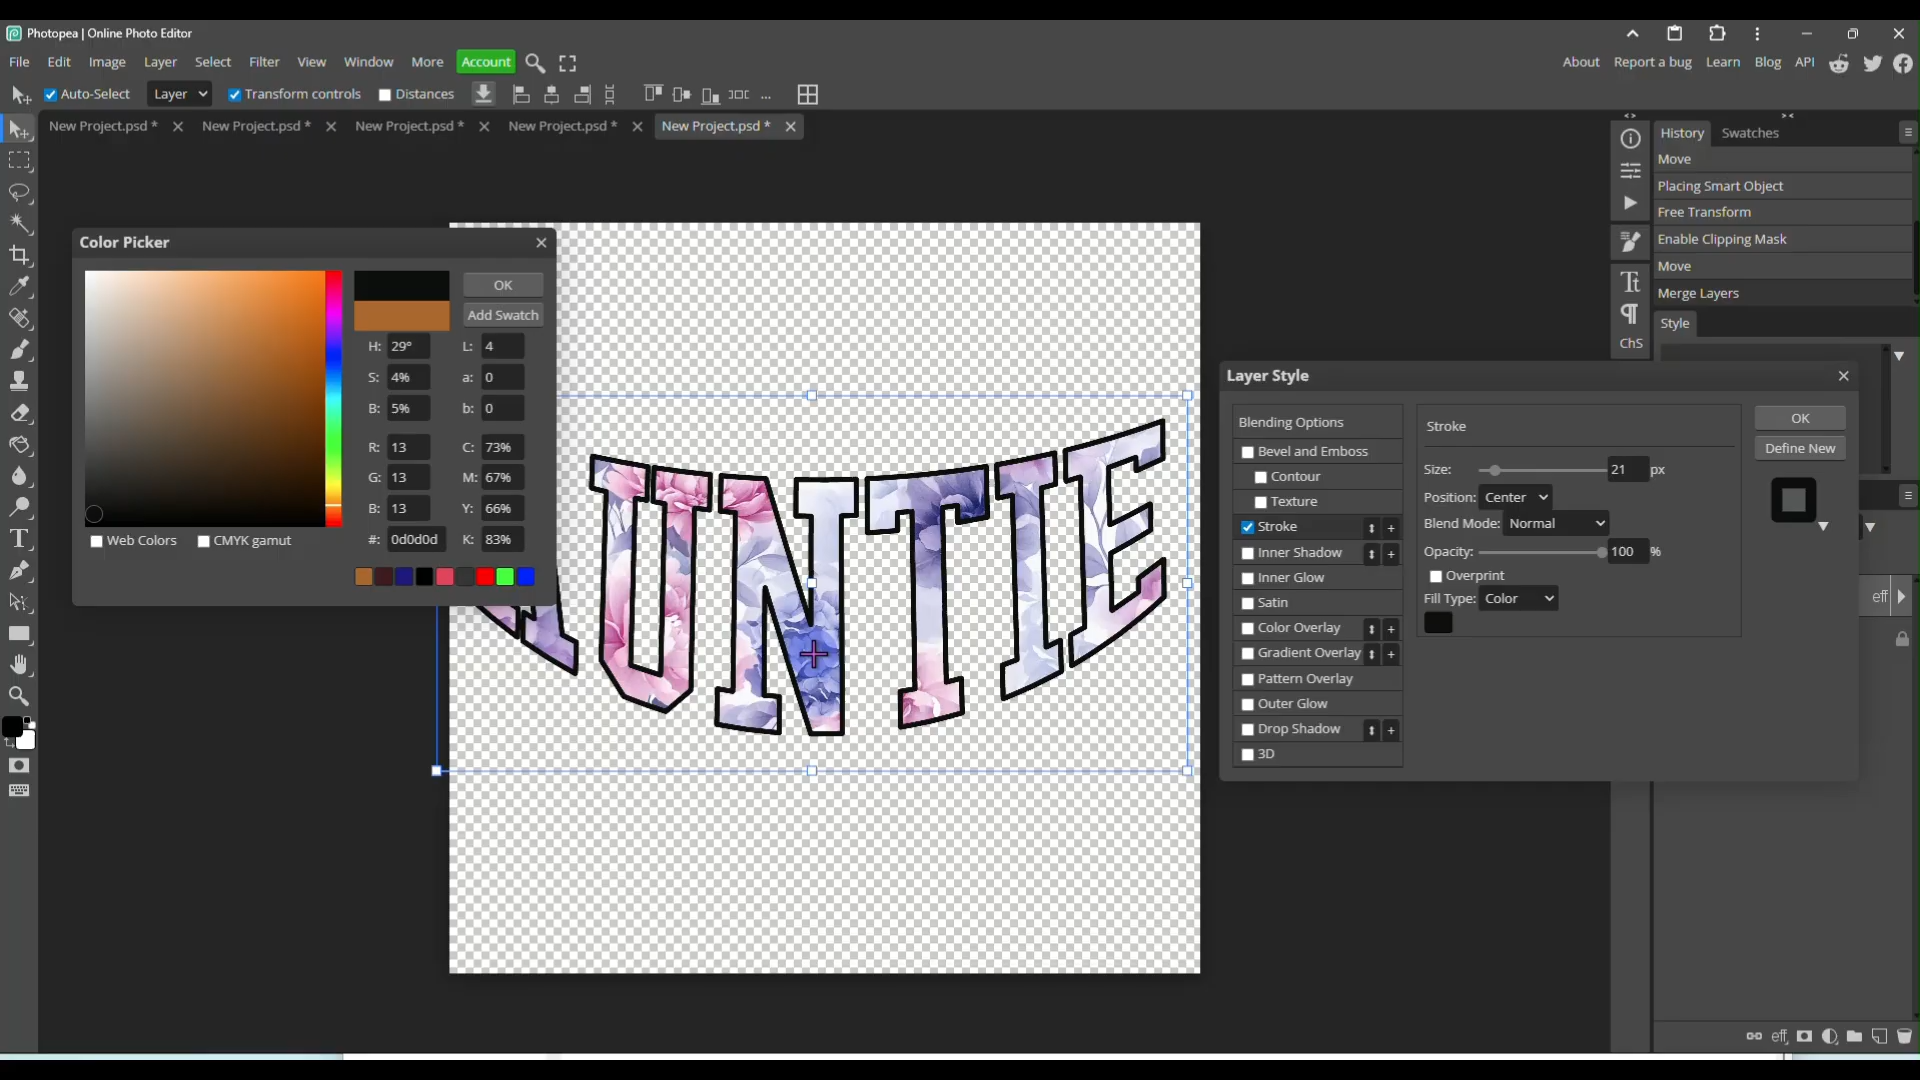 Photopea | Online Photo Editor
File Edit Image Layer Select Filter View Window More Account
About Report a bug Learn Blog API
Auto-Select Layer Transform controls Distances ...
New Project.psd * New Project.psd * New Project.psd * New Project.psd * New Project.psd *
History Swatches
Move
Placing Smart Object
Free Transform
Enable Clipping Mask
Move
Merge Layers
Style
ChS
Color Picker
OK
Add Swatch
H: 29° L: 4
S: 4% a: 0
B: 5% b: 0
R: 13 C: 73%
G: 13 M: 67%
B: 13 Y: 66%
#: 0d0d0d K: 83%
Web Colors CMYK gamut
AUNTIE
Layer Style
Blending Options
Bevel and Emboss
Contour
Texture
Stroke +
Inner Shadow +
Inner Glow
Satin
Color Overlay +
Gradient Overlay +
Pattern Overlay
Outer Glow
Drop Shadow +
3D
Stroke
Size: 21 px
Position: Center
Blend Mode: Normal
Opacity: 100 %
Overprint
Fill Type: Color
OK
Define New
eff
eff